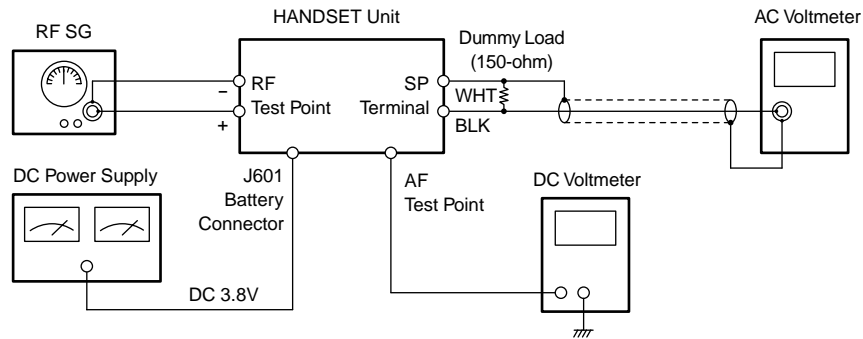 RF SG
HANDSET Unit
Dummy Load
(150-ohm)
AC Voltmeter
RF
Test Point
−
+
SP
Terminal
WHT
BLK
DC Power Supply
J601
Battery
Connector
AF
Test Point
DC Voltmeter
DC 3.8V